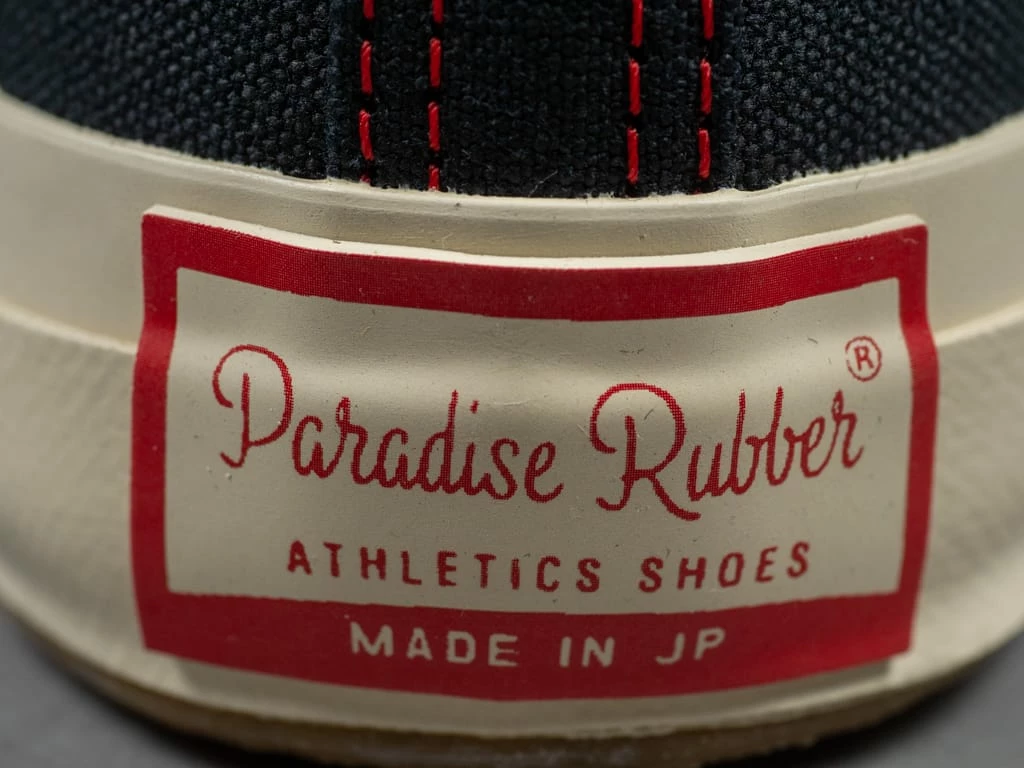 Paradise Rubber®
ATHLETICS SHOES
MADE IN JP